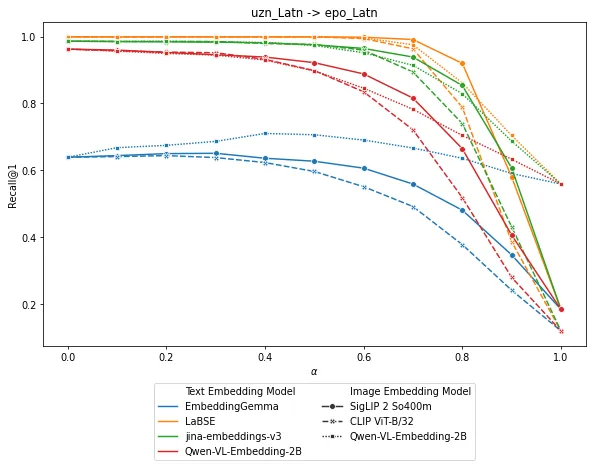 uzn_Latn -> epo_Latn
Recall@1
1.0
0.8
0.6
0.4
0.2
0.0 0.2 0.4 0.6 0.8 1.0
α
Text Embedding Model
EmbeddingGemma
LaBSE
jina-embeddings-v3
Qwen-VL-Embedding-2B
Image Embedding Model
SigLIP 2 So400m
CLIP ViT-B/32
Qwen-VL-Embedding-2B